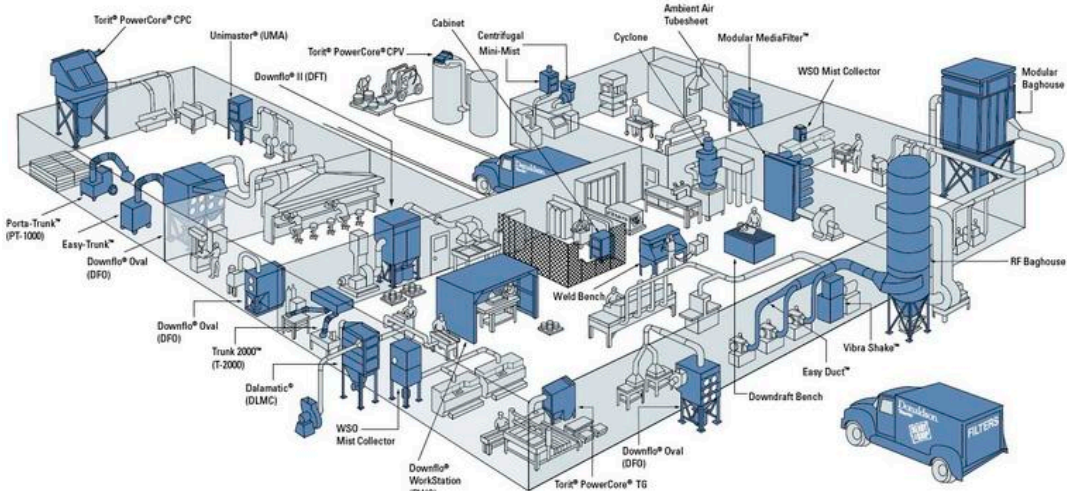 Torit® PowerCore® CPC
Unimaster® (UMA)
Torit® PowerCore® CPV
Downflo® II (DFT)
Cabinet
Centrifugal
Mini-Mist
Cyclone
Ambient Air
Tubesheet
Modular MediaFilter™
WSO Mist Collector
Modular
Baghouse
Porta-Trunk™
(PT-1000)
Easy-Trunk™
Downflo® Oval
(DFO)
Downflo® Oval
(DFO)
Trunk 2000™
(T-2000)
Dalamatic®
(DLMC)
WSO
Mist Collector
Downflo®
WorkStation
Torit® PowerCore® TG
Downflo® Oval
(DFO)
Weld Bench
Downdraft Bench
Easy Duct™
Vibra Shake™
RF Baghouse
Donaldson
FILTERS